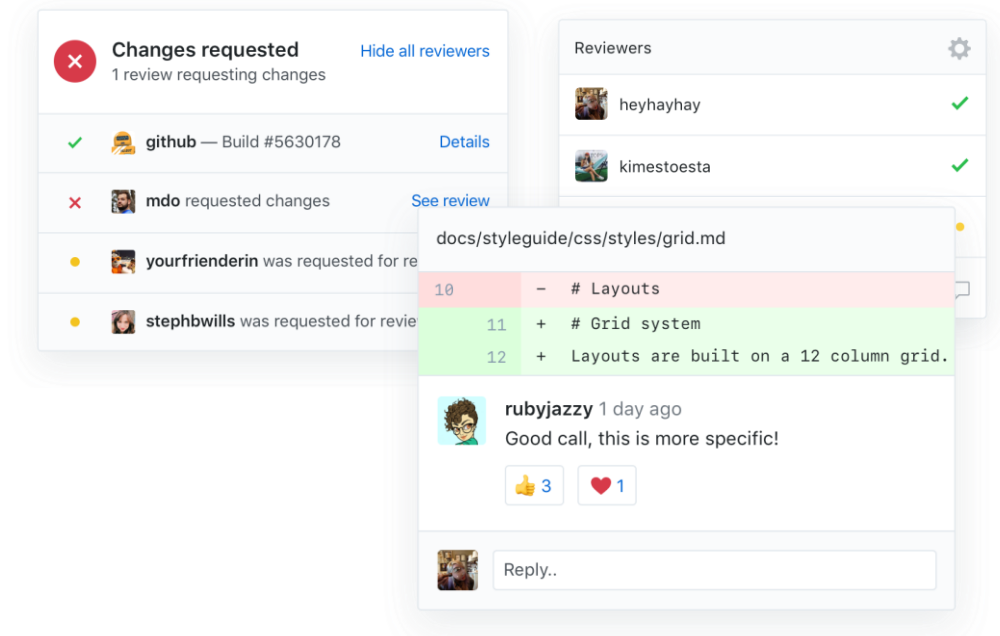 Changes requested
Hide all reviewers
1 review requesting changes
github — Build #5630178
Details
mdo requested changes
See review
yourfrienderin was requested for re
stephbwills was requested for revie
Reviewers
heyhayhay
kimestoesta
docs/styleguide/css/styles/grid.md
10 - # Layouts
11 + # Grid system
12 + Layouts are built on a 12 column grid.
rubyjazzy 1 day ago
Good call, this is more specific!
👍 3 ❤️ 1
Reply..